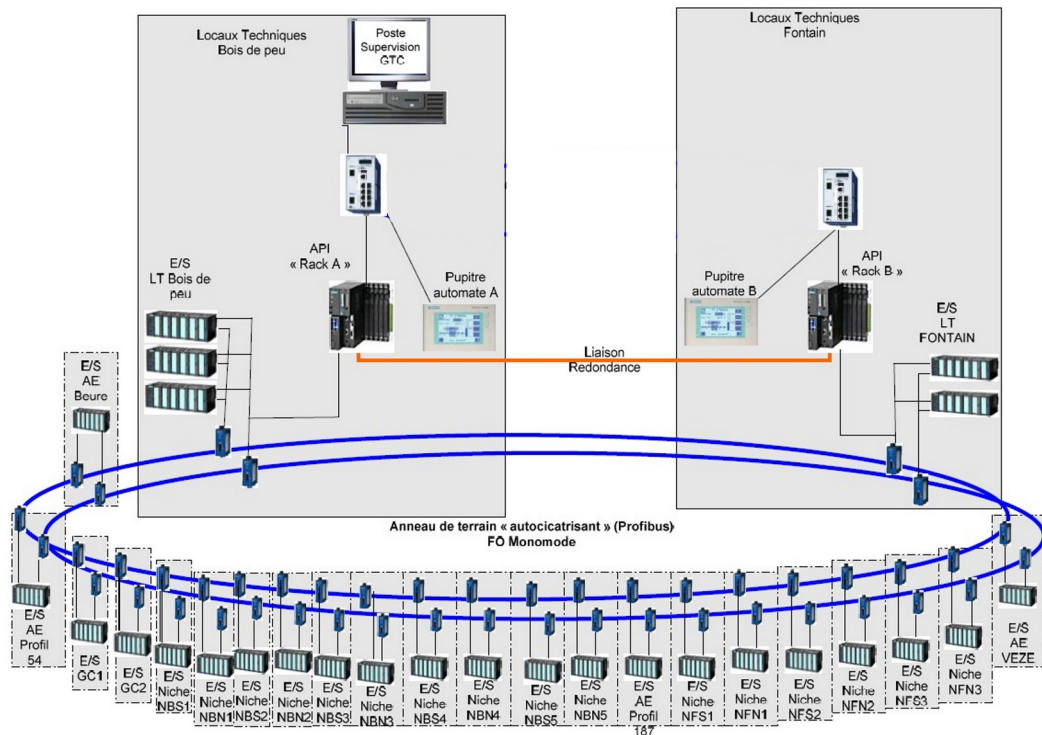 Locaux Techniques
Bois de peu
Poste
Supervision
GTC
Locaux Techniques
Fontain
E/S
LT Bois de
peu
API
« Rack A »
Pupitre
automate A
Pupitre
automate B
API
« Rack B »
E/S
LT
FONTAIN
Liaison
Redondance
E/S
AE
Beure
Anneau de terrain « autocicatrisant » (Profibus)
FO Monomode
E/S
AE
Profil
54
E/S
GC1
E/S
GC2
E/S
Niche
NBS1
E/S
Niche
NBN1
E/S
Niche
NBS2
E/S
Niche
NBN2
E/S
Niche
NBS3
E/S
Niche
NBN3
E/S
Niche
NBS4
E/S
Niche
NBN4
E/S
Niche
NBS5
E/S
Niche
NBN5
E/S
AE
Profil
187
E/S
Niche
NFS1
E/S
Niche
NFN1
E/S
Niche
NFS2
E/S
Niche
NFN2
E/S
Niche
NFS3
E/S
Niche
NFN3
E/S
AE
VEZE